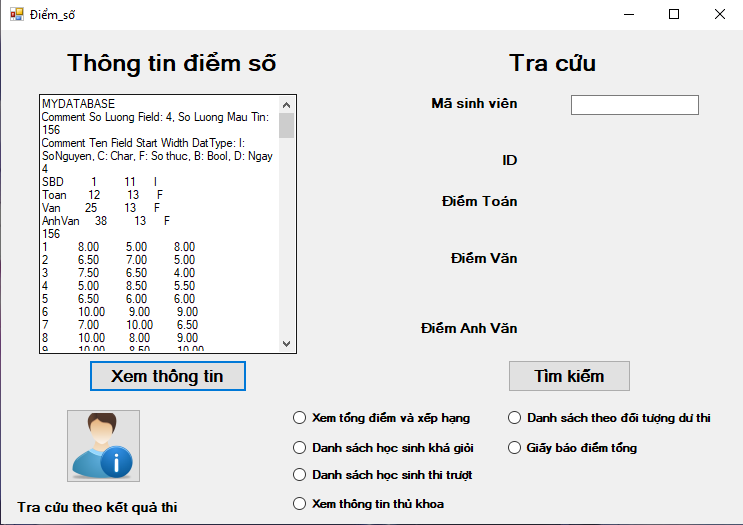 Điểm_số
Thông tin điểm số
MYDATABASE
Comment So Luong Field: 4, So Luong Mau Tin:
156
Comment Ten Field Start Width DatType: I:
SoNguyen, C: Char, F: So thuc, B: Bool, D: Ngay
4
SBD 1 11 I
Toan 12 13 F
Van 25 13 F
AnhVan 38 13 F
156
1 8.00 5.00 8.00
2 6.50 7.00 5.00
3 7.50 6.50 4.00
4 5.00 8.50 5.50
5 6.50 6.00 6.00
6 10.00 9.00 9.00
7 7.00 10.00 6.50
8 10.00 8.00 9.00
9 10.00 8.50 10.00
Xem thông tin
Tra cứu
Mã sinh viên
ID
Điểm Toán
Điểm Văn
Điểm Anh Văn
Tìm kiếm
Tra cứu theo kết quả thi
Xem tổng điểm và xếp hạng
Danh sách học sinh khá giỏi
Danh sách học sinh thi trượt
Xem thông tin thủ khoa
Danh sách theo đối tượng dư thi
Giấy báo điểm tổng